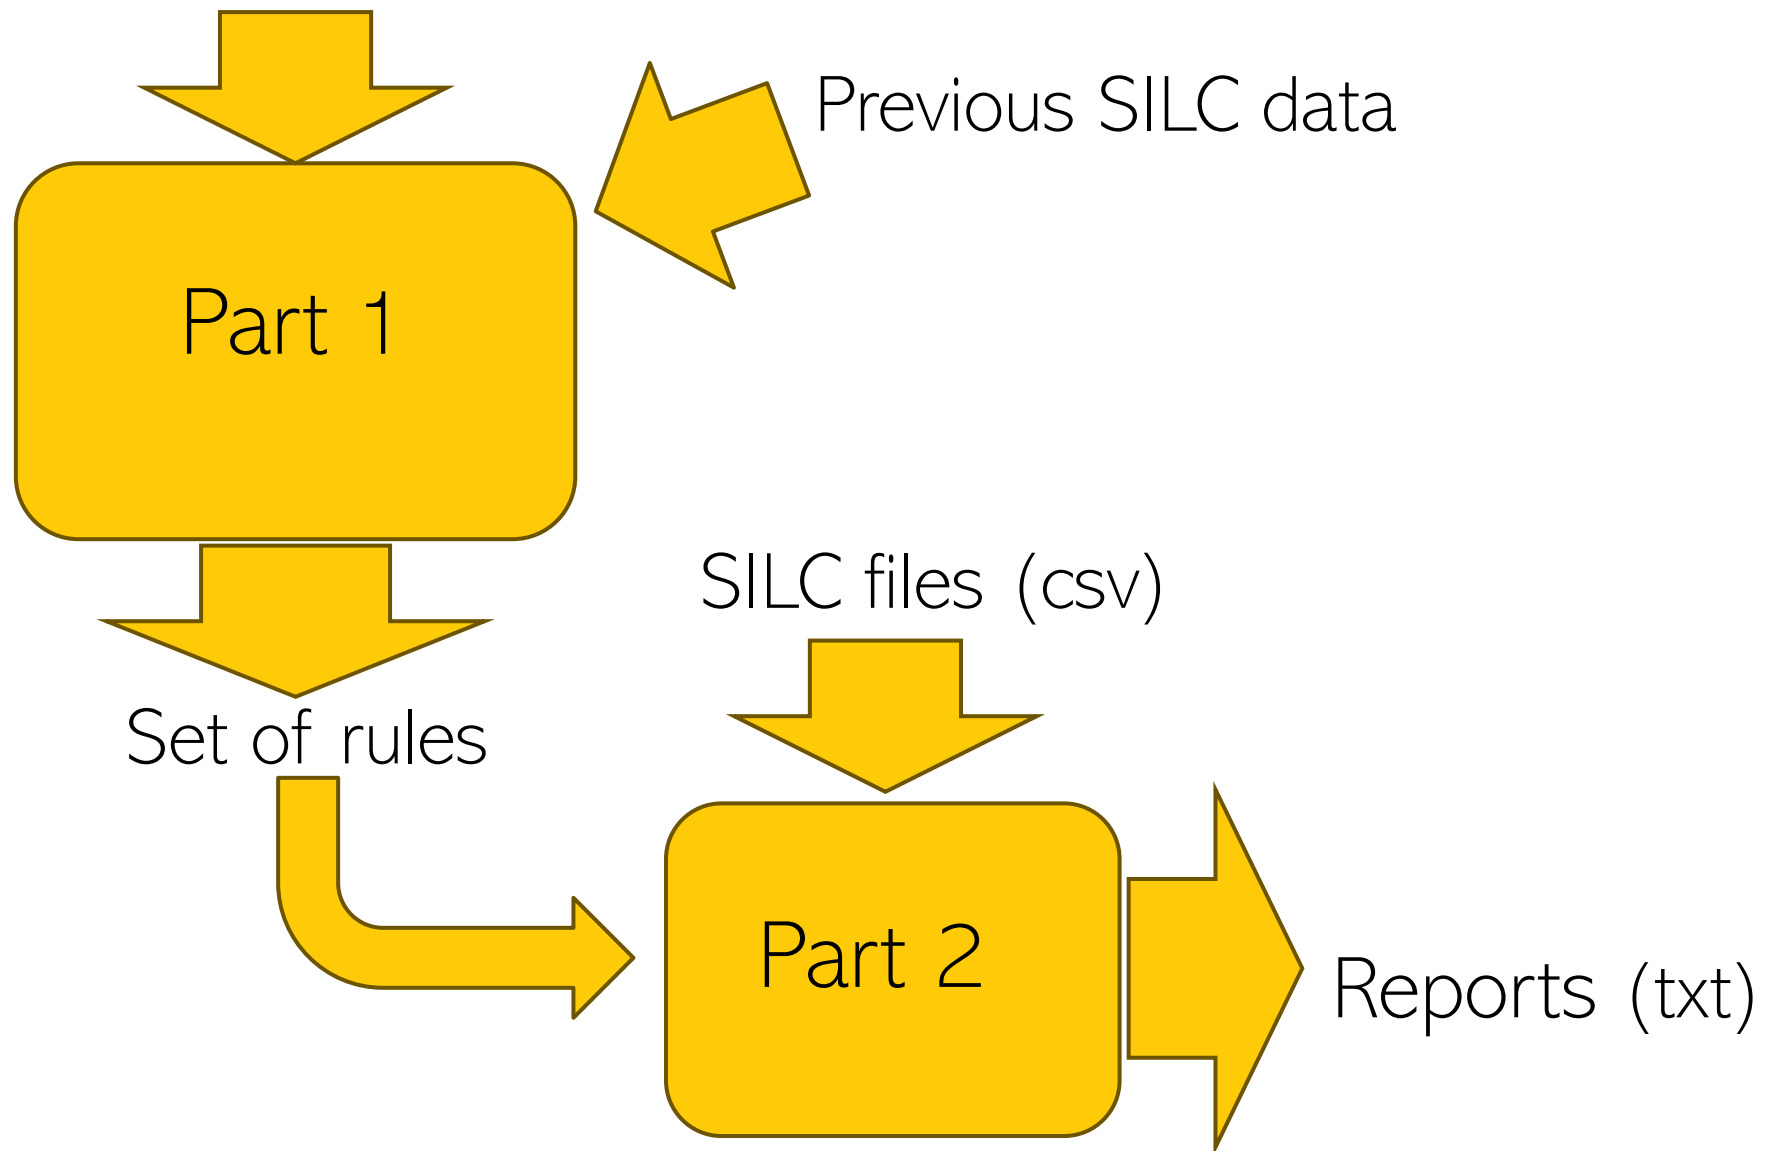 Previous SILC data
Part 1
SILC files (csv)
Set of rules
Part 2
Reports (txt)